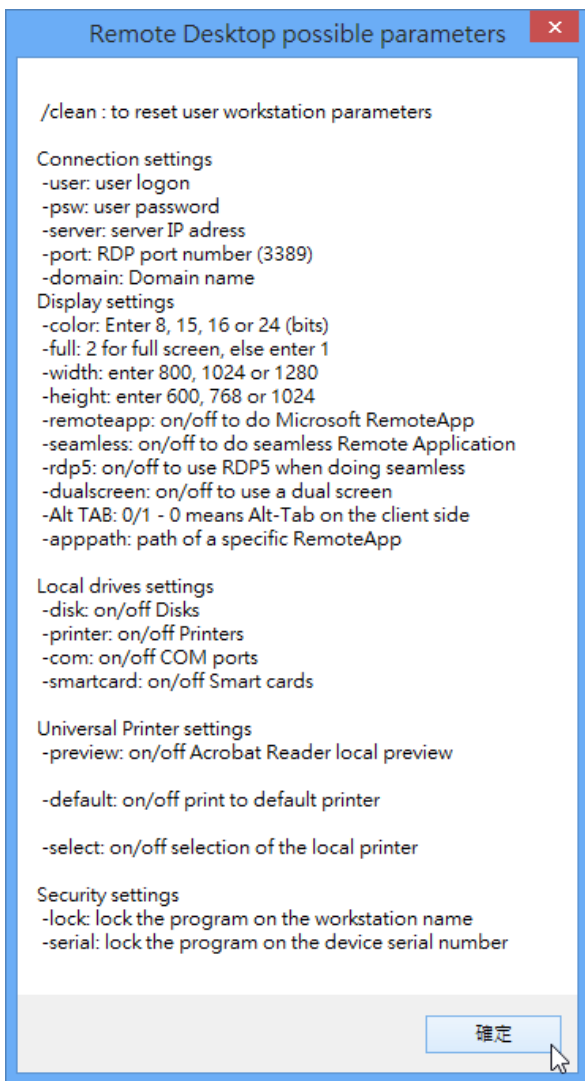 Remote Desktop possible parameters
/clean : to reset user workstation parameters
Connection settings
-user: user logon
-psw: user password
-server: server IP adress
-port: RDP port number (3389)
-domain: Domain name
Display settings
-color: Enter 8, 15, 16 or 24 (bits)
-full: 2 for full screen, else enter 1
-width: enter 800, 1024 or 1280
-height: enter 600, 768 or 1024
-remoteapp: on/off to do Microsoft RemoteApp
-seamless: on/off to do seamless Remote Application
-rdp5: on/off to use RDP5 when doing seamless
-dualscreen: on/off to use a dual screen
-Alt TAB: 0/1 - 0 means Alt-Tab on the client side
-apppath: path of a specific RemoteApp
Local drives settings
-disk: on/off Disks
-printer: on/off Printers
-com: on/off COM ports
-smartcard: on/off Smart cards
Universal Printer settings
-preview: on/off Acrobat Reader local preview
-default: on/off print to default printer
-select: on/off selection of the local printer
Security settings
-lock: lock the program on the workstation name
-serial: lock the program on the device serial number
確定